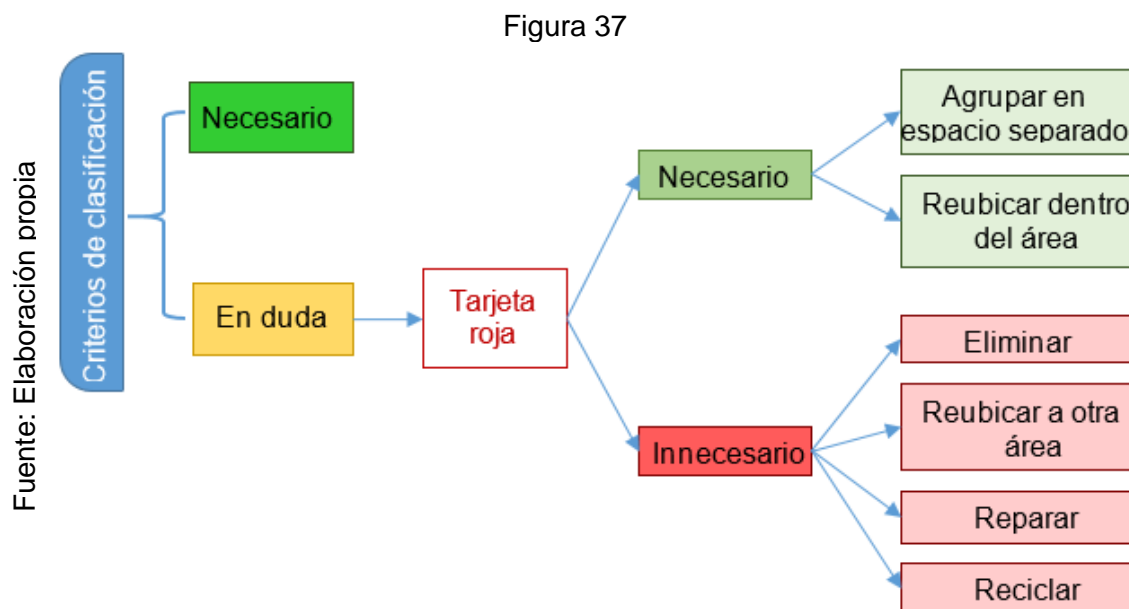 Figura 37
Fuente: Elaboración propia
Criterios de clasificación
Necesario
En duda
Tarjeta
roja
Necesario
Innecesario
Agrupar en
espacio separado
Reubicar dentro
del área
Eliminar
Reubicar a otra
área
Reparar
Reciclar